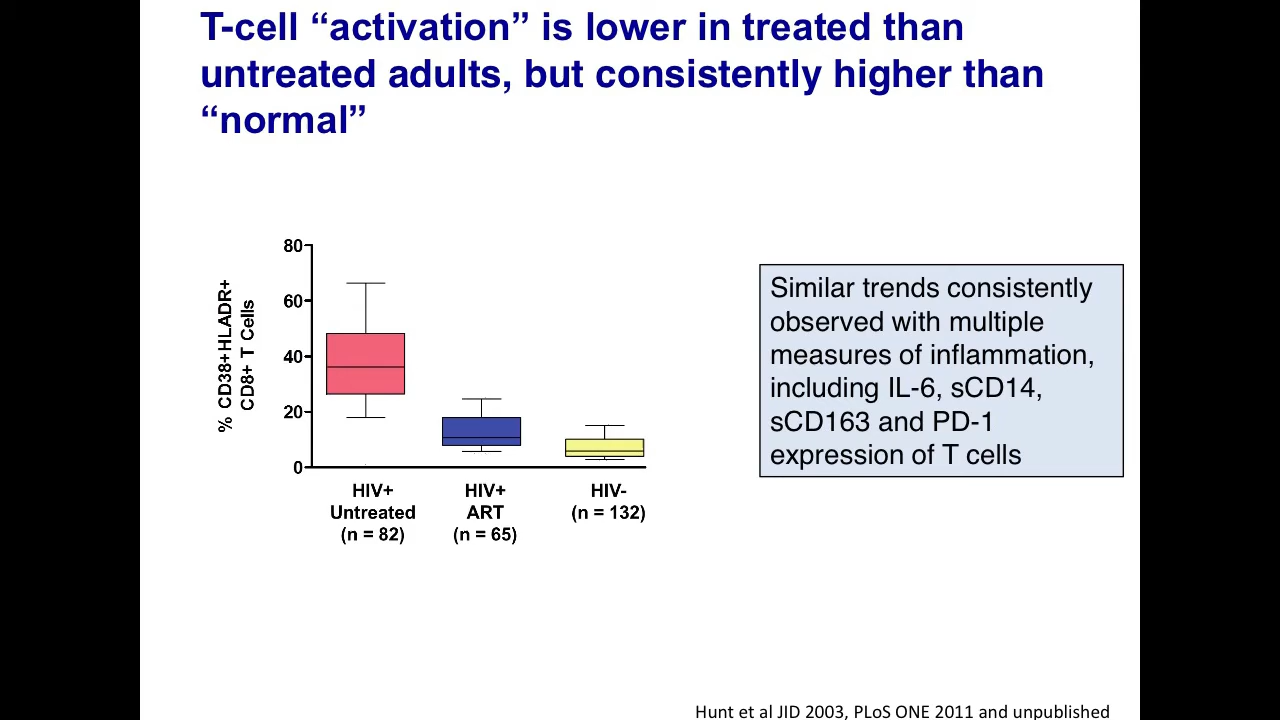 T-cell “activation” is lower in treated than
untreated adults, but consistently higher than
“normal”
80
60
40
20
0
% CD38+HLADR+
CD8+ T Cells
HIV+
Untreated
(n = 82)
HIV+
ART
(n = 65)
HIV-
(n = 132)
Similar trends consistently
observed with multiple
measures of inflammation,
including IL-6, sCD14,
sCD163 and PD-1
expression of T cells
Hunt et al JID 2003, PLoS ONE 2011 and unpublished